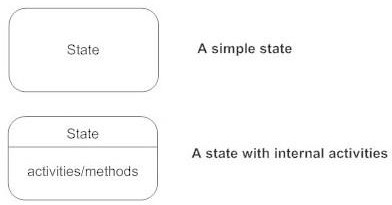 State
A simple state
State
activities/methods
A state with internal activities